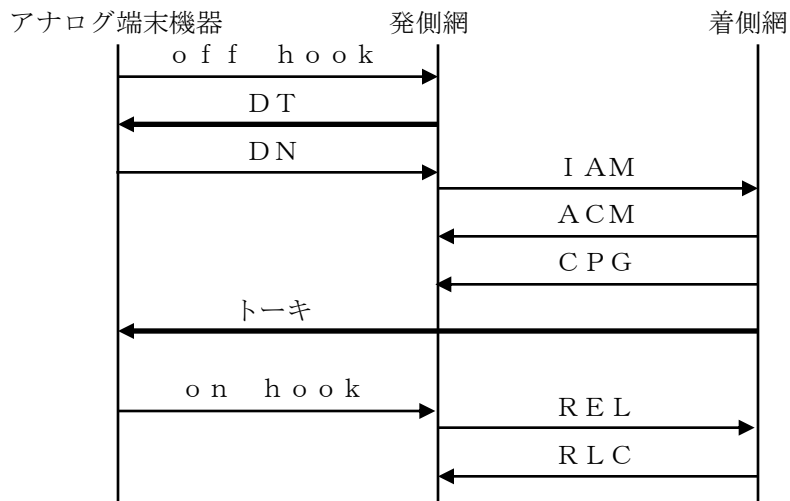 アナログ端末機器
発側網
着側網
ｏｆｆ　ｈｏｏｋ
ＤＴ
ＤＮ
ＩＡＭ
ＡＣＭ
ＣＰＧ
トーキ
ｏｎ　ｈｏｏｋ
ＲＥＬ
ＲＬＣ